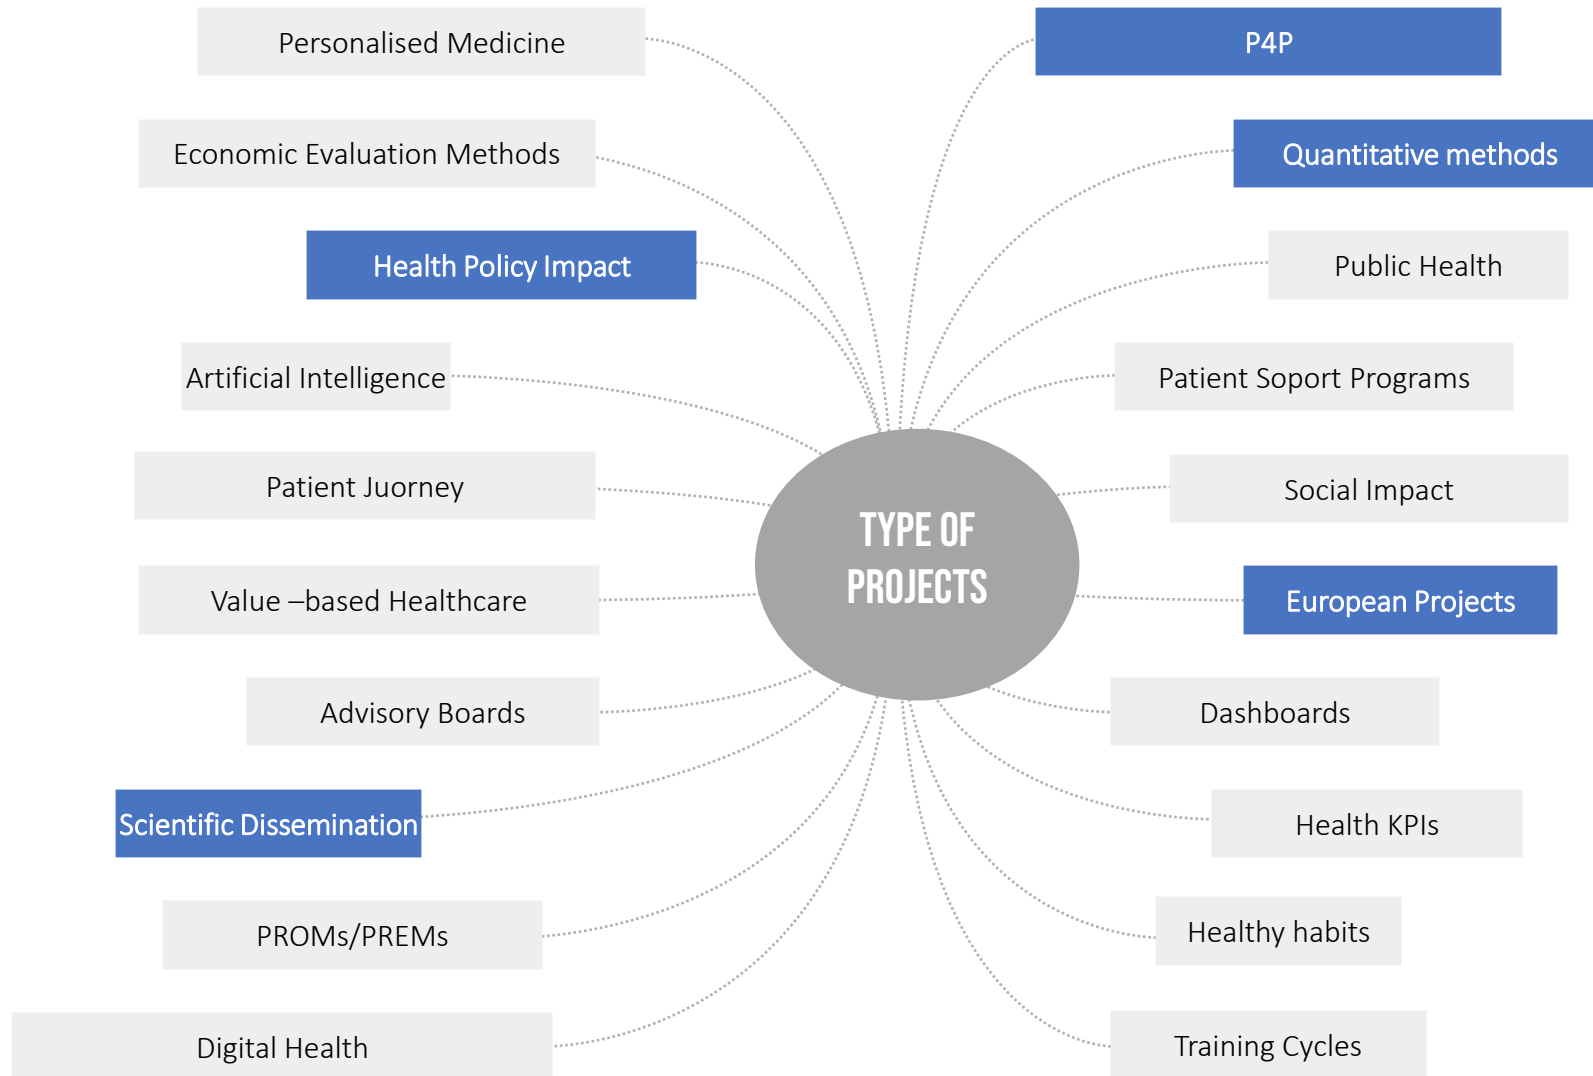 Personalised Medicine
Economic Evaluation Methods
Health Policy Impact
Artificial Intelligence
Patient Juorney
Value –based Healthcare
Advisory Boards
Scientific Dissemination
PROMs/PREMs
Digital Health
TYPE OF
PROJECTS
P4P
Quantitative methods
Public Health
Patient Soport Programs
Social Impact
European Projects
Dashboards
Health KPIs
Healthy habits
Training Cycles